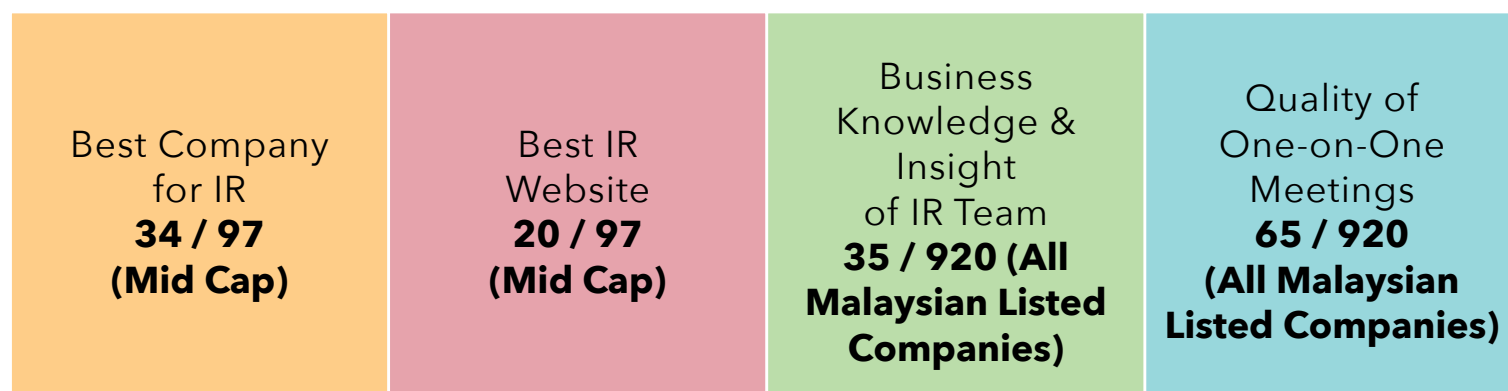 Best Company
for IR
34 / 97
(Mid Cap)
Best IR
Website
20 / 97
(Mid Cap)
Business
Knowledge &
Insight
of IR Team
35 / 920 (All
Malaysian Listed
Companies)
Quality of
One-on-One
Meetings
65 / 920
(All Malaysian
Listed Companies)